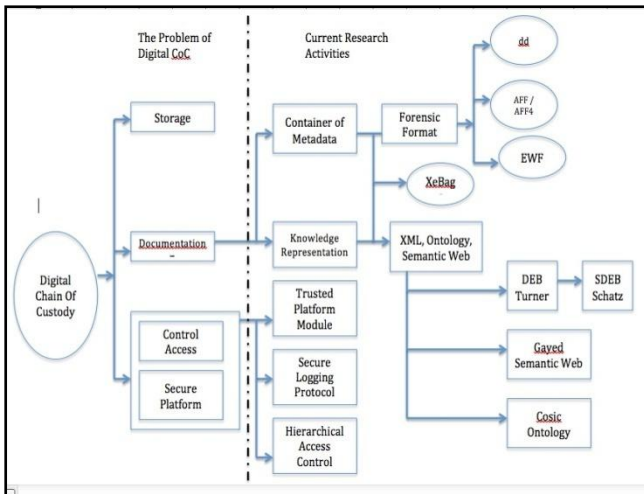 The Problem of
Digital CoC
Current Research
Activities
dd
Storage
Container of
Metadata
Forensic
Format
AFF /
AFF4
EWF
XeBag
Documentation
–
Knowledge
Representation
XML, Ontology,
Semantic Web
Digital
Chain Of
Custody
Control
Access
Secure
Platform
Trusted
Platform
Module
Secure
Logging
Protocol
Hierarchical
Access
Control
DEB
Turner
SDEB
Schatz
Gayed
Semantic Web
Cosic
Ontology